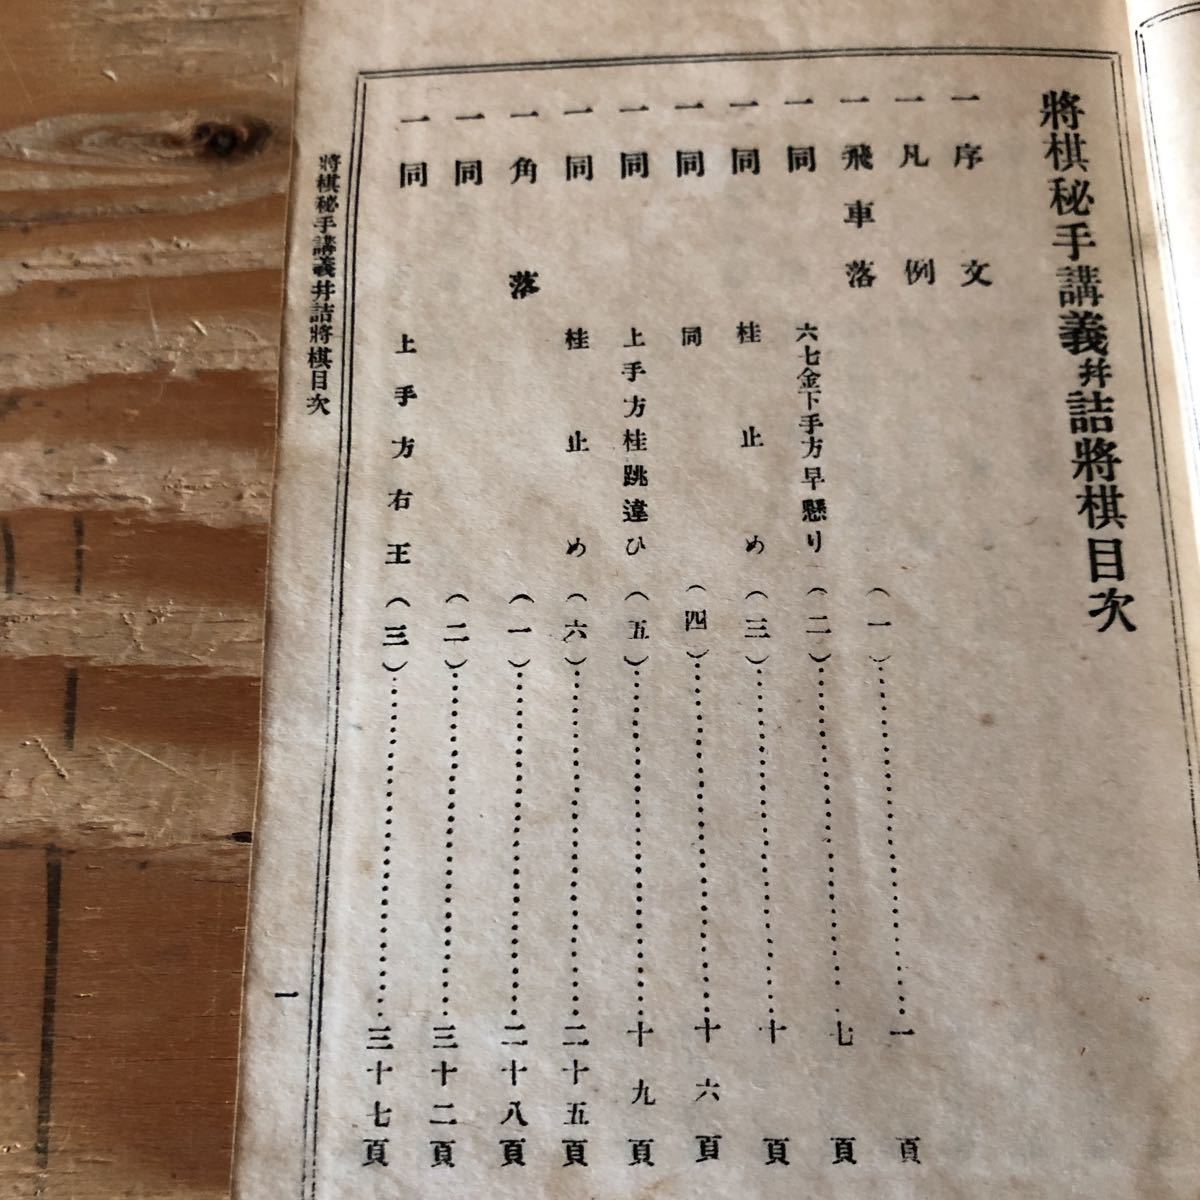 將棋秘手講義幷詰將棋目次
一序文
一凡例
一飛車落(一)…………………一頁
一同 六七金下手方早懸り(二)…………………七頁
一同 桂止め(三)…………………十頁
一同 同(四)…………………十六頁
一同 上手方桂跳違ひ(五)…………………十九頁
一同 桂止め(六)…………………二十五頁
一角落(一)…………………二十八頁
一同(二)…………………三十二頁
一同 上手方右王(三)…………………三十七頁
將棋秘手講義幷詰將棋目次
一